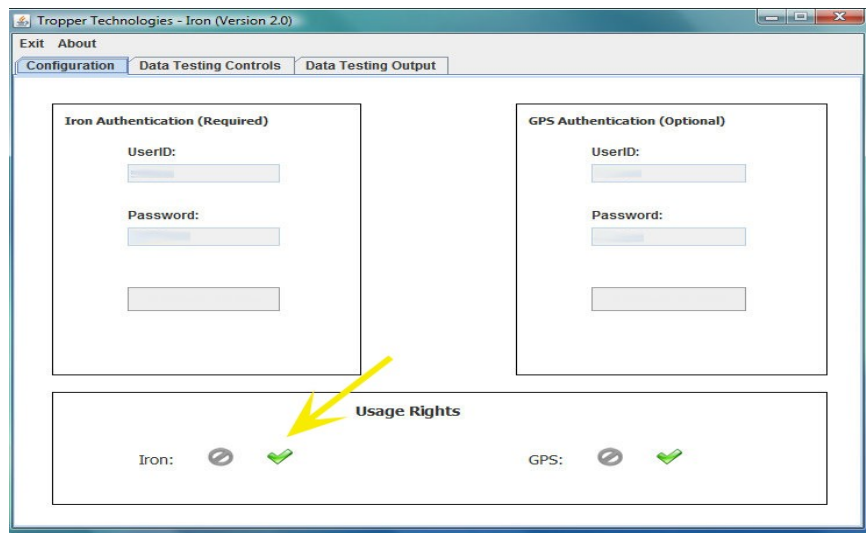 Tropper Technologies - Iron (Version 2.0)
Exit About
Configuration Data Testing Controls Data Testing Output
Iron Authentication (Required)
UserID:
Password:
GPS Authentication (Optional)
UserID:
Password:
Usage Rights
Iron:
GPS: